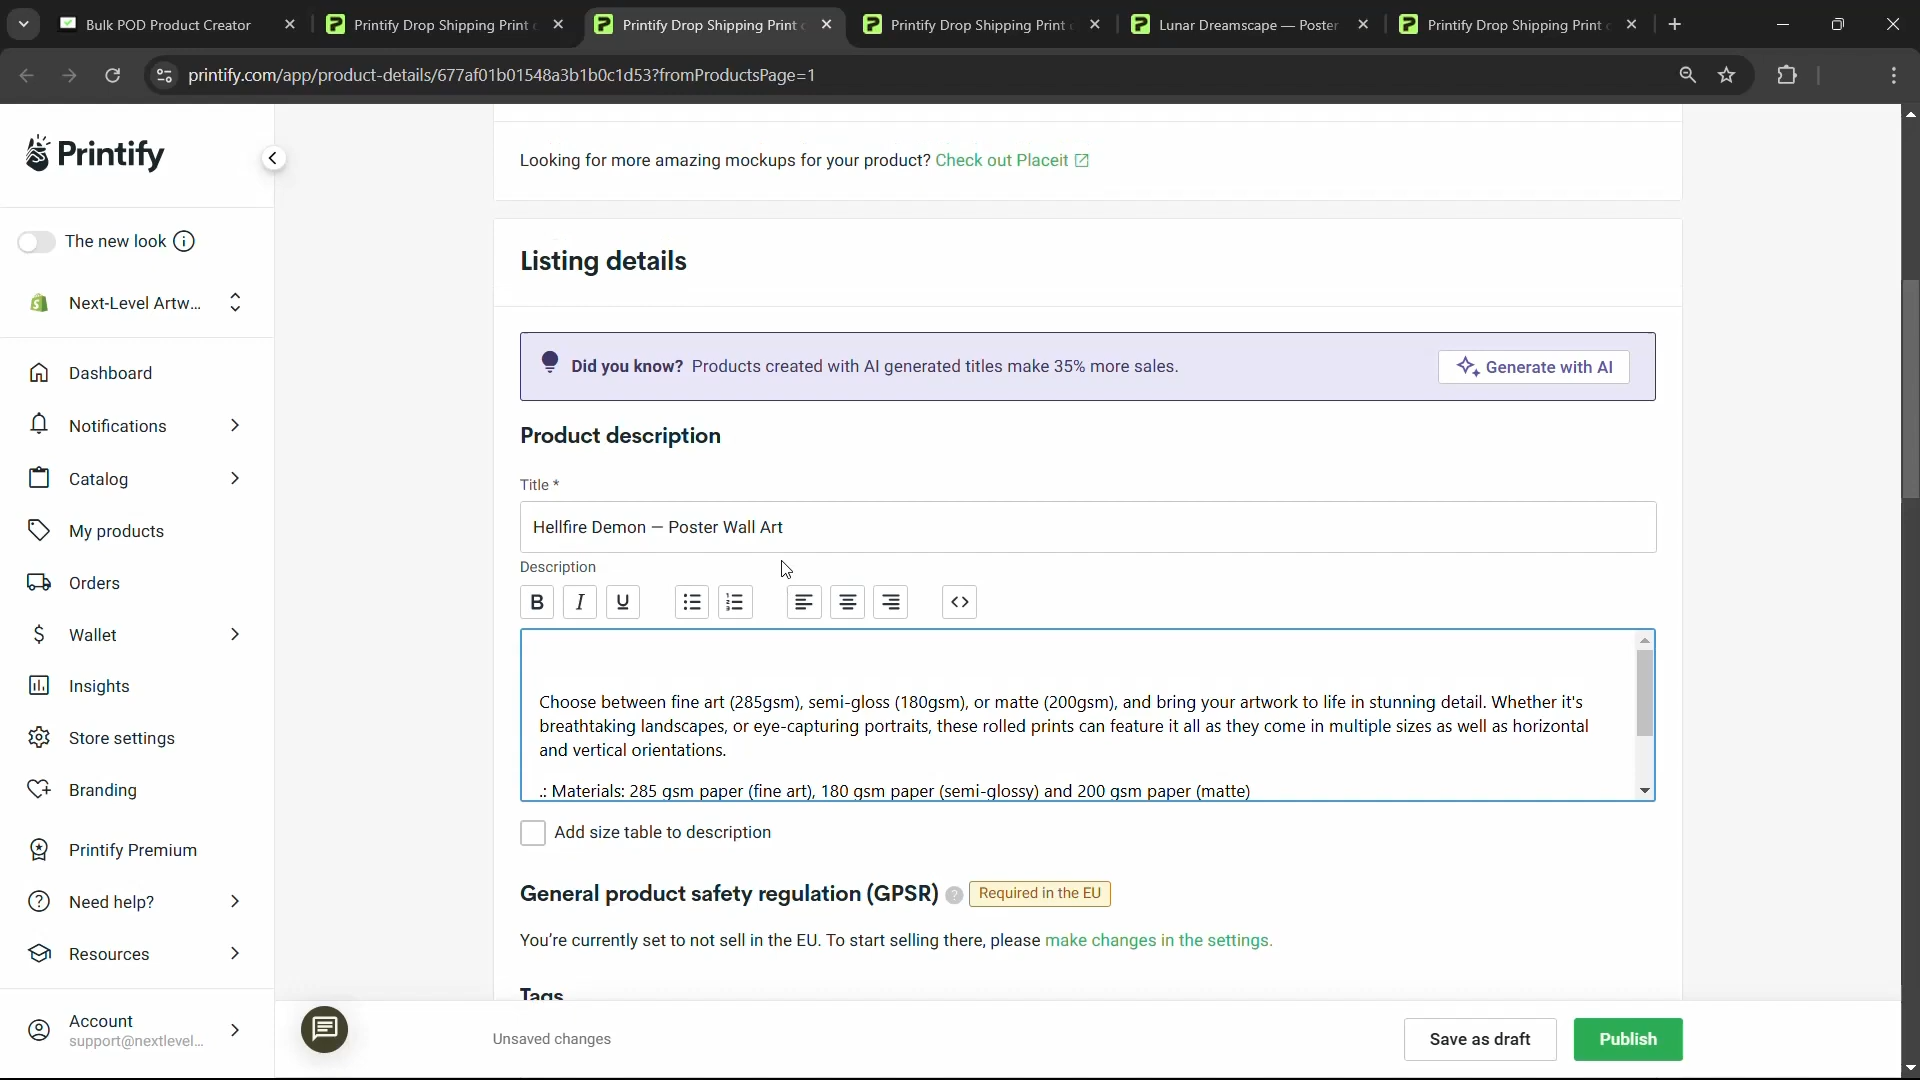 Bulk POD Product Creator
Printify Drop Shipping Print
Printify Drop Shipping Print
Printify Drop Shipping Print
Lunar Dreamscape — Poster
Printify Drop Shipping Print
printify.com/app/product-details/677af01b01548a3b1b0c1d53?fromProductsPage=1
Printify
The new look
Next-Level Artw...
Dashboard
Notifications
Catalog
My products
Orders
Wallet
Insights
Store settings
Branding
Printify Premium
Need help?
Resources
Account
support@nextlevel...
Looking for more amazing mockups for your product? Check out Placeit
Listing details
Did you know? Products created with AI generated titles make 35% more sales.
Generate with AI
Product description
Title *
Hellfire Demon — Poster Wall Art
Description
B I U
Choose between fine art (285gsm), semi-gloss (180gsm), or matte (200gsm), and bring your artwork to life in stunning detail. Whether it's
breathtaking landscapes, or eye-capturing portraits, these rolled prints can feature it all as they come in multiple sizes as well as horizontal
and vertical orientations.
.: Materials: 285 gsm paper (fine art), 180 gsm paper (semi-glossy) and 200 gsm paper (matte)
Add size table to description
General product safety regulation (GPSR) ? Required in the EU
You're currently set to not sell in the EU. To start selling there, please make changes in the settings.
Tags
Unsaved changes
Save as draft
Publish